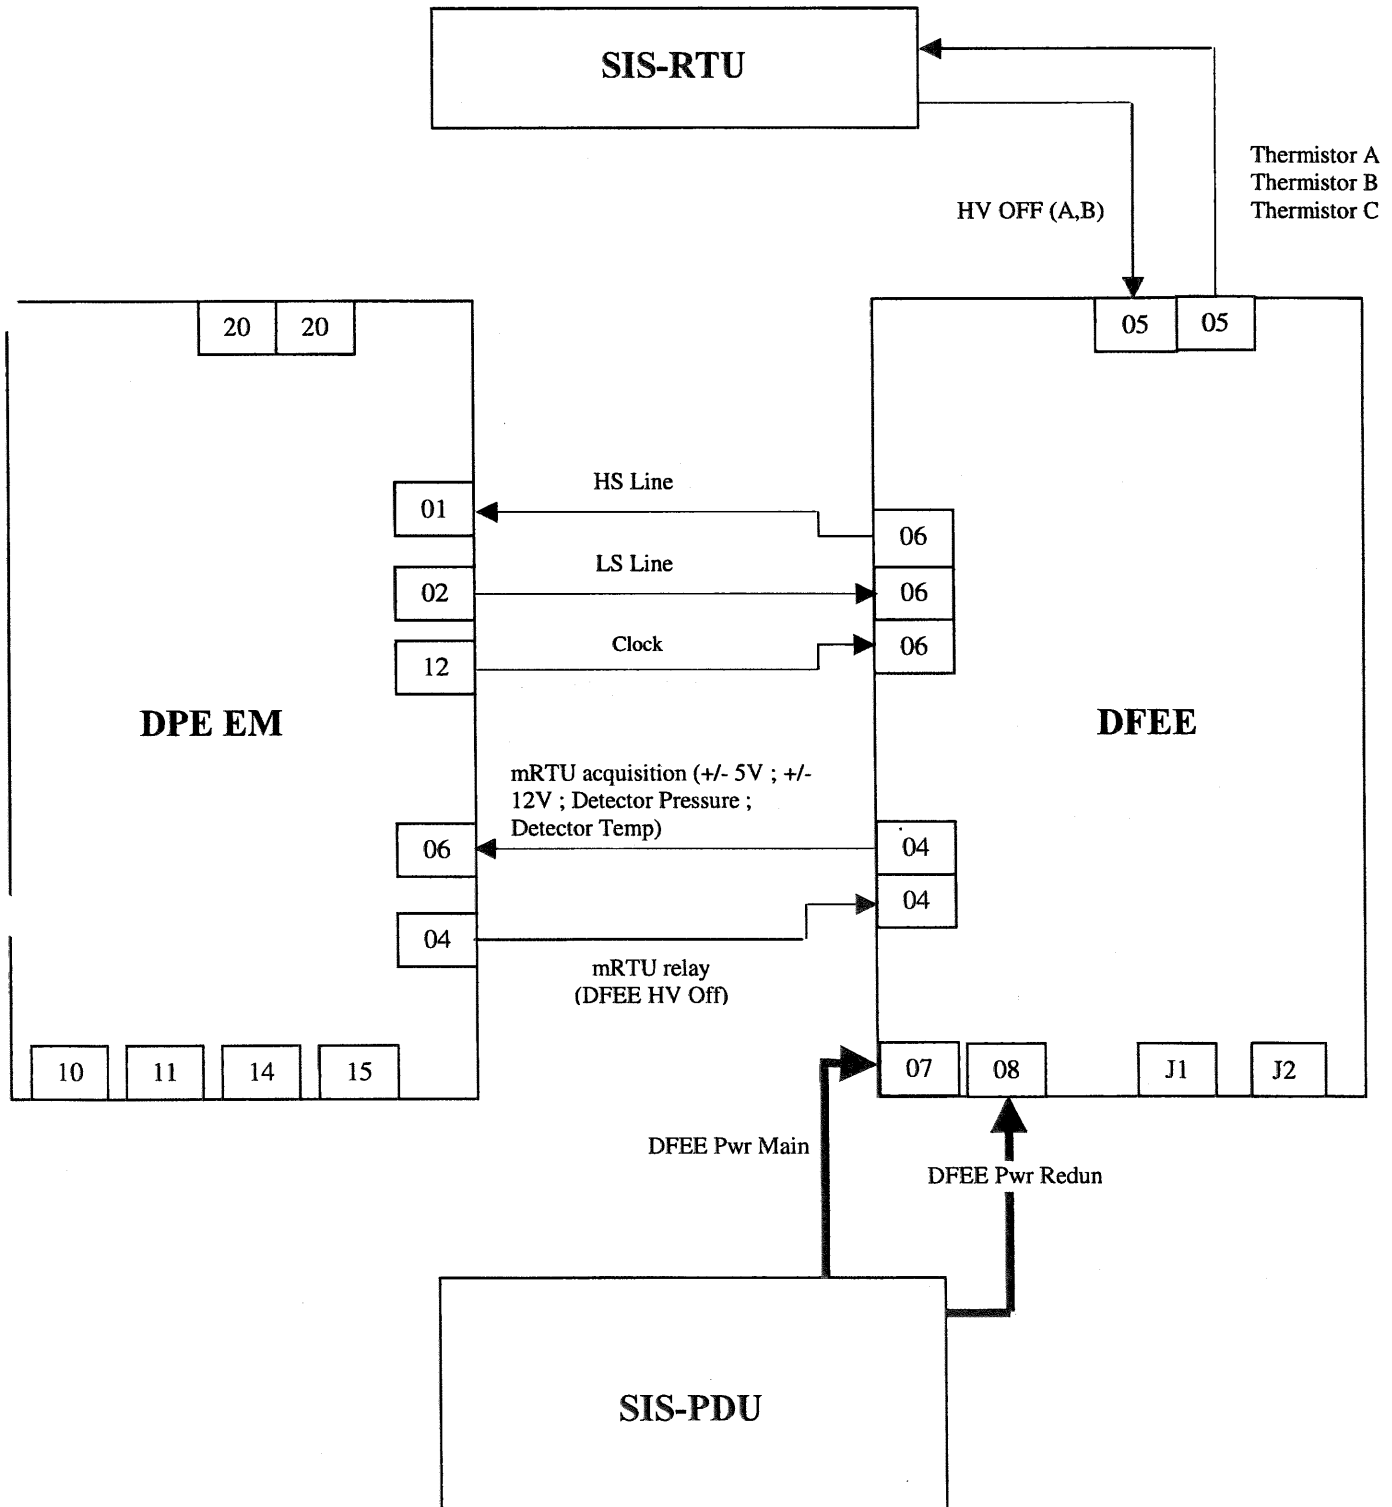 SIS-RTU
Thermistor A
Thermistor B
Thermistor C
HV OFF (A,B)
20 20
05 05
HS Line
01
06
LS Line
02
06
Clock
06
12
DPE EM
DFEE
mRTU acquisition (+/- 5V ; +/-
12V ; Detector Pressure ;
Detector Temp)
06
04
04
04
mRTU relay
(DFEE HV Off)
10 11 14 15
07 08 J1 J2
DFEE Pwr Main
DFEE Pwr Redun
SIS-PDU